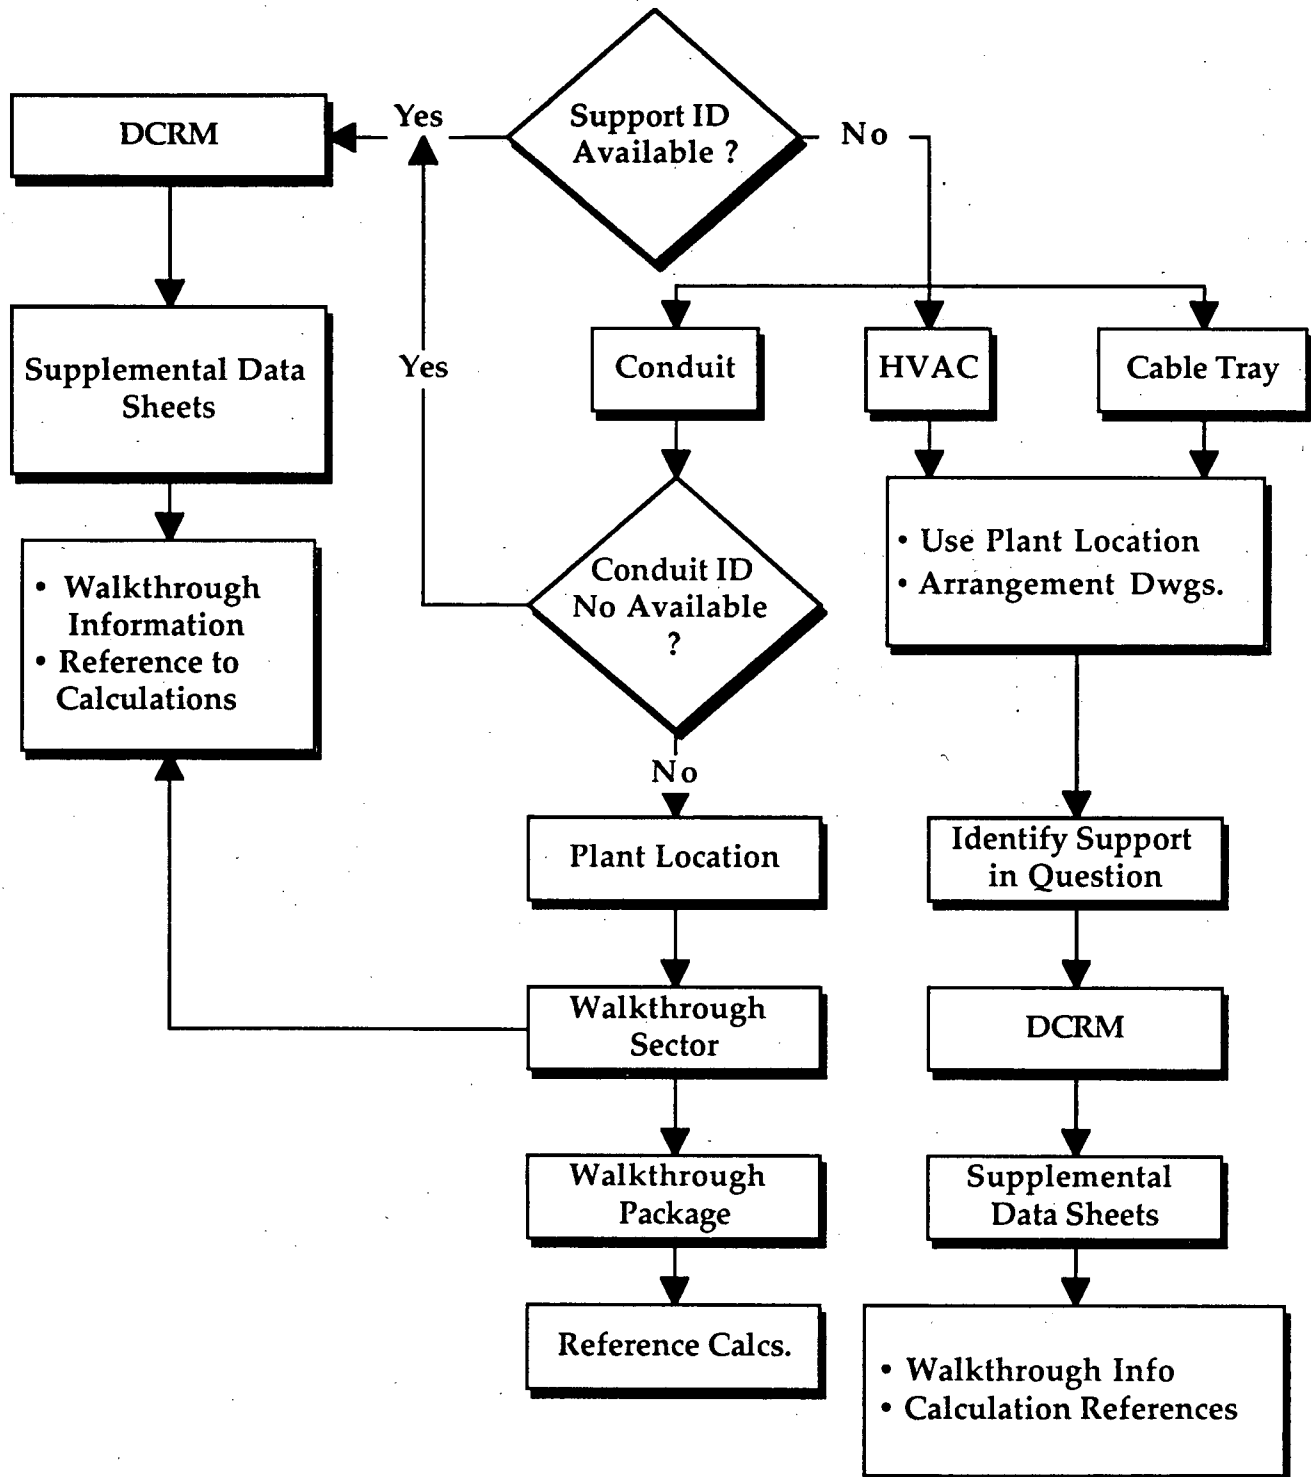 Support ID
Available ?
Yes
No
DCRM
Supplemental Data
Sheets
• Walkthrough
Information
• Reference to
Calculations
Yes
Conduit
HVAC
Cable Tray
Conduit ID
No Available
?
• Use Plant Location
• Arrangement Dwgs.
No
Plant Location
Walkthrough
Sector
Walkthrough
Package
Reference Calcs.
Identify Support
in Question
DCRM
Supplemental
Data Sheets
• Walkthrough Info
• Calculation References